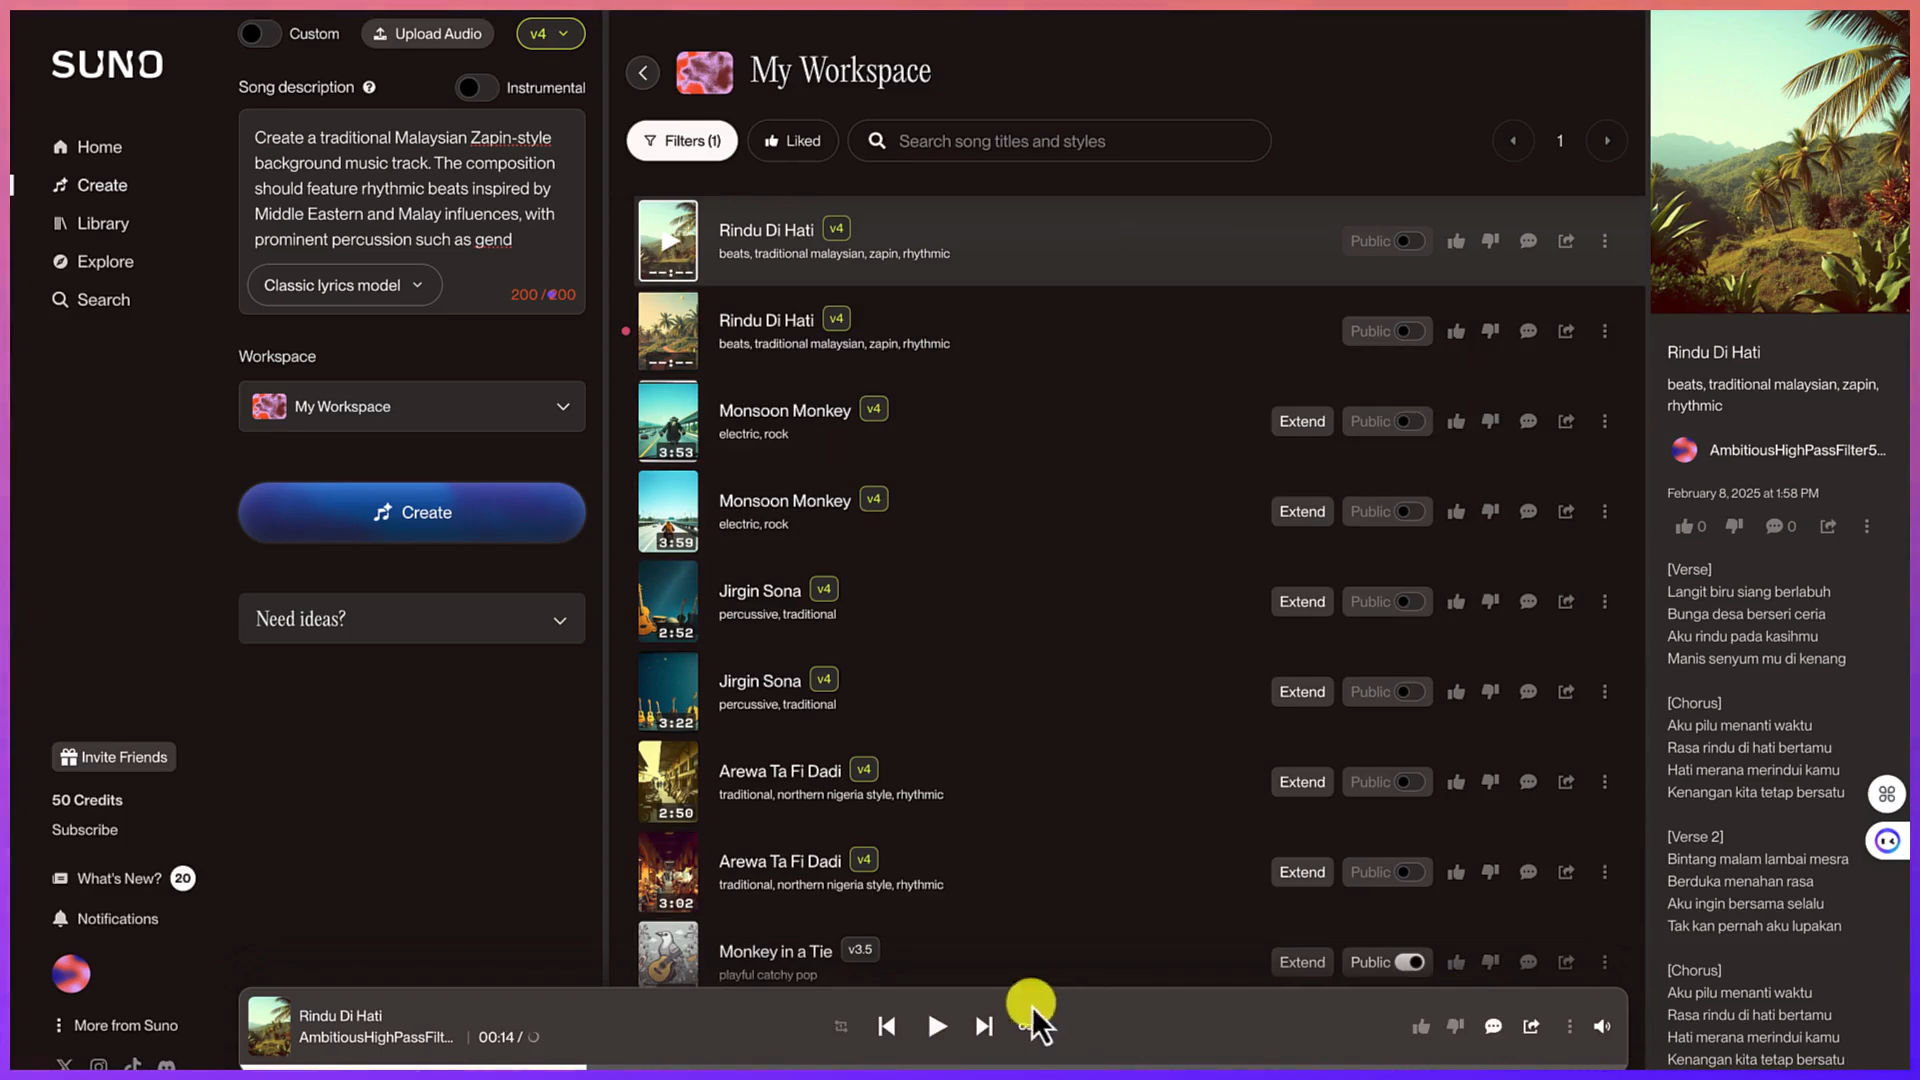 SUNO
Home
Create
Library
Explore
Search
Invite Friends
50 Credits
Subscribe
What's New? 20
Notifications
More from Suno
Custom
Upload Audio
v4
Song description
Instrumental
Create a traditional Malaysian Zapin-style
background music track. The composition
should feature rhythmic beats inspired by
Middle Eastern and Malay influences, with
prominent percussion such as gend
Classic lyrics model
200 / 200
Workspace
My Workspace
Create
Need ideas?
My Workspace
Filters (1)
Liked
Search song titles and styles
1
Rindu Di Hati v4
beats, traditional malaysian, zapin, rhythmic
--:--
Public
Rindu Di Hati v4
beats, traditional malaysian, zapin, rhythmic
--:--
Public
Monsoon Monkey v4
electric, rock
3:53
Extend
Public
Monsoon Monkey v4
electric, rock
3:59
Extend
Public
Jirgin Sona v4
percussive, traditional
2:52
Extend
Public
Jirgin Sona v4
percussive, traditional
3:22
Extend
Public
Arewa Ta Fi Dadi v4
traditional, northern nigeria style, rhythmic
2:50
Extend
Public
Arewa Ta Fi Dadi v4
traditional, northern nigeria style, rhythmic
3:02
Extend
Public
Monkey in a Tie v3.5
playful catchy pop
Extend
Public
Rindu Di Hati
AmbitiousHighPassFilt...
00:14 /
Rindu Di Hati
beats, traditional malaysian, zapin,
rhythmic
AmbitiousHighPassFilter5...
February 8, 2025 at 1:58 PM
0
0
[Verse]
Langit biru siang berlabuh
Bunga desa berseri ceria
Aku rindu pada kasihmu
Manis senyum mu di kenang
[Chorus]
Aku pilu menanti waktu
Rasa rindu di hati bertamu
Hati merana merindui kamu
Kenangan kita tetap bersatu
[Verse 2]
Bintang malam lambai mesra
Berduka menahan rasa
Aku ingin bersama selalu
Tak kan pernah aku lupakan
[Chorus]
Aku pilu menanti waktu
Rasa rindu di hati bertamu
Hati merana merindui kamu
Kenangan kita tetap bersatu